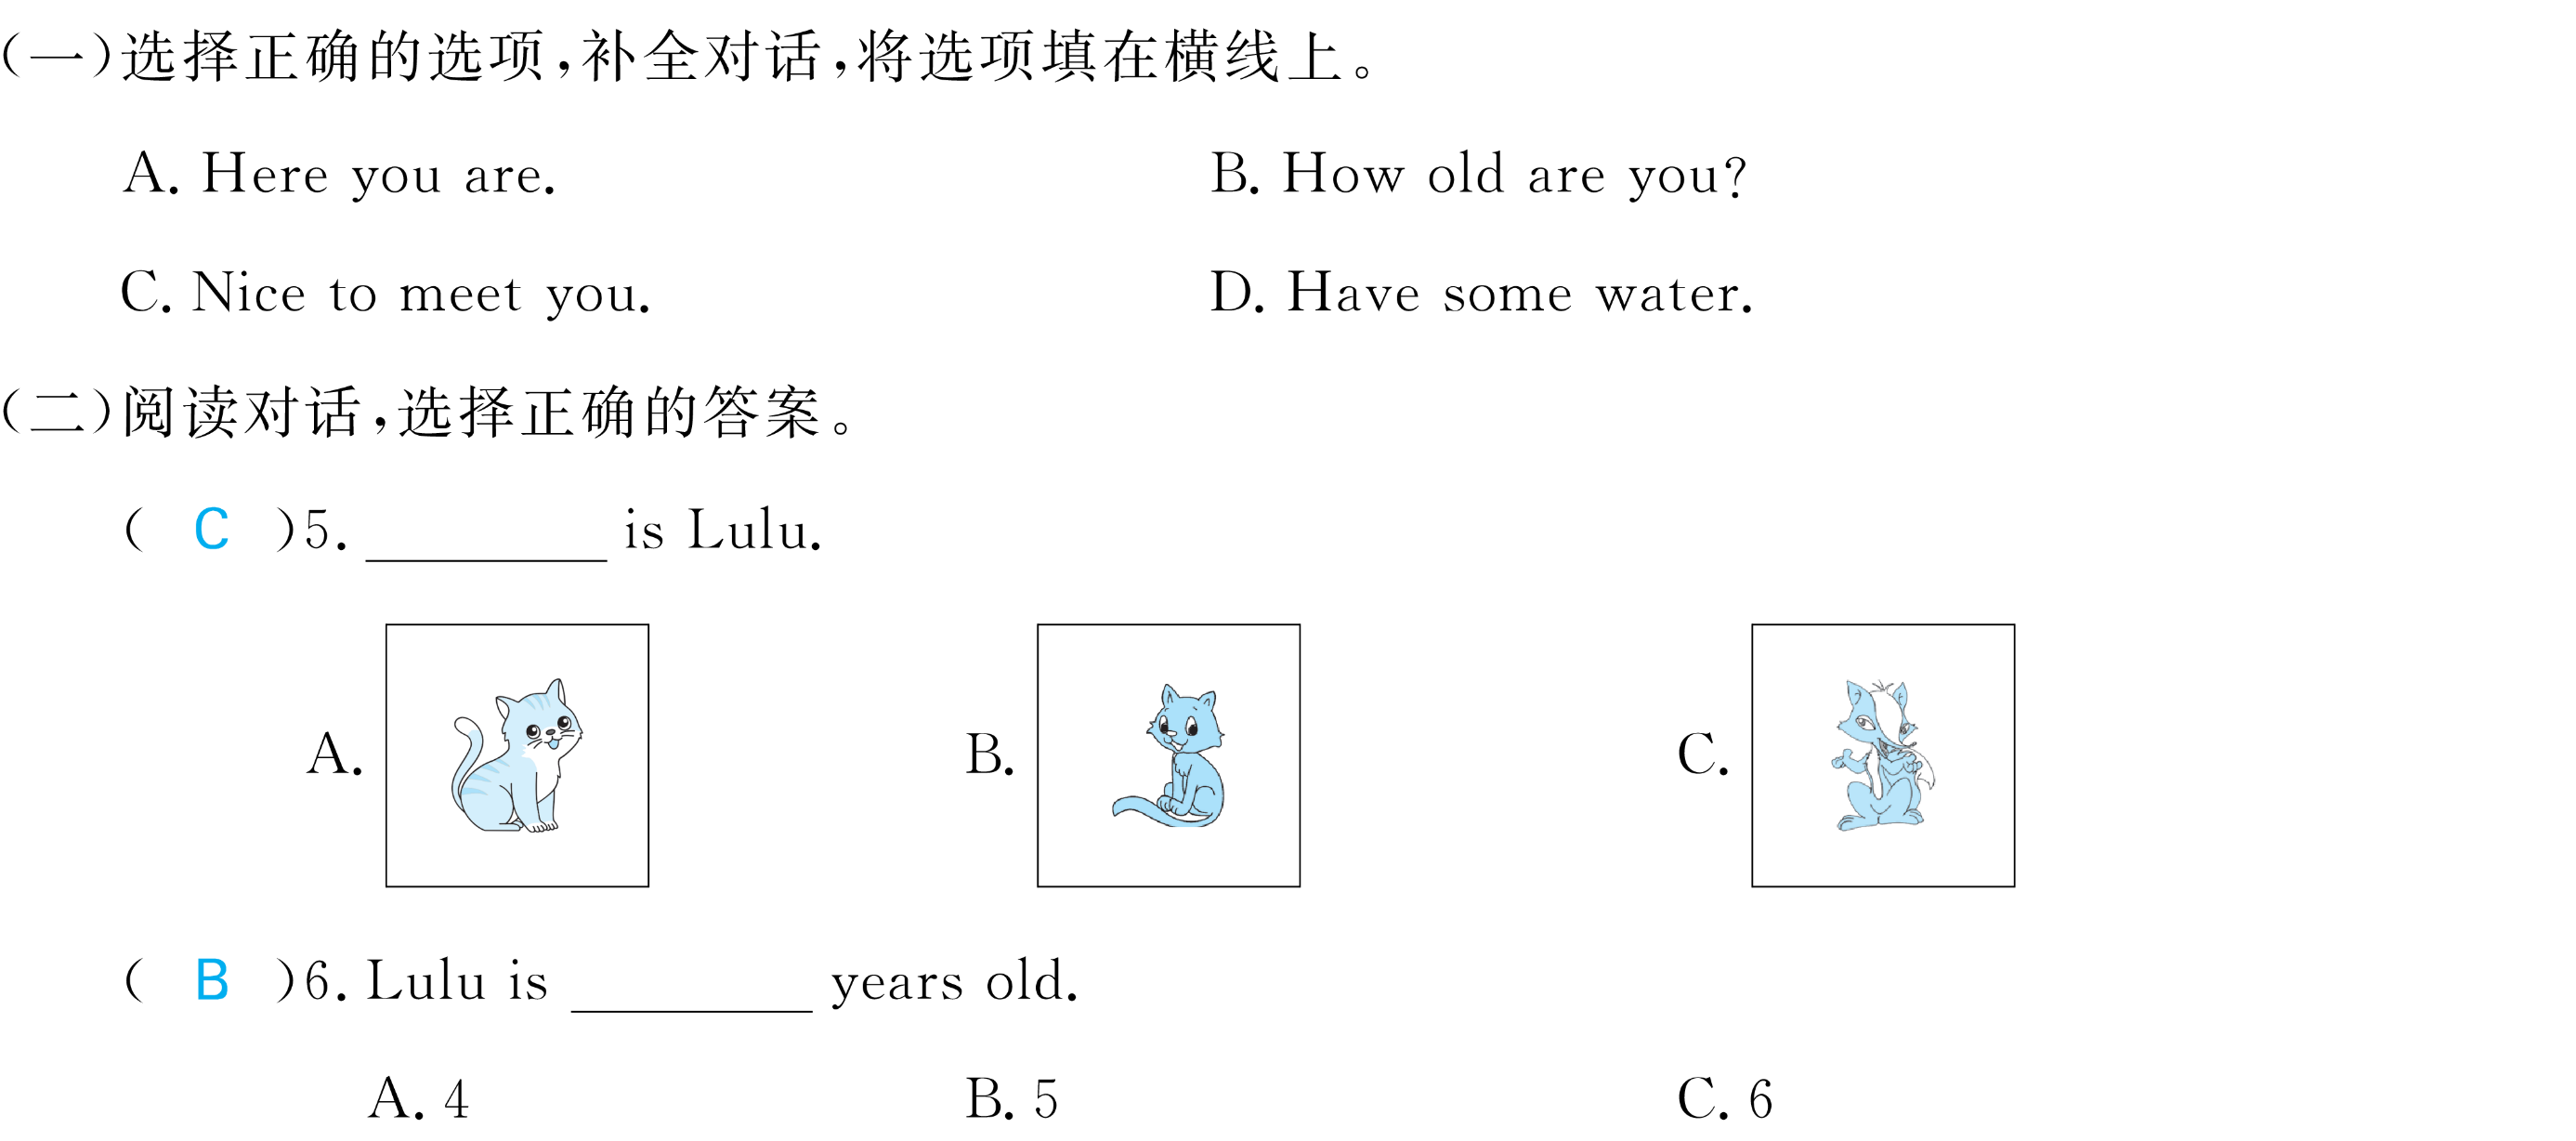 (一)选择正确的选项,补全对话,将选项填在横线上。
A. Here you are. B. How old are you?
C. Nice to meet you. D. Have some water.
(二)阅读对话,选择正确的答案。
( C )5. ________ is Lulu.
A. B. C.
( B )6. Lulu is ________ years old.
A. 4 B. 5 C. 6